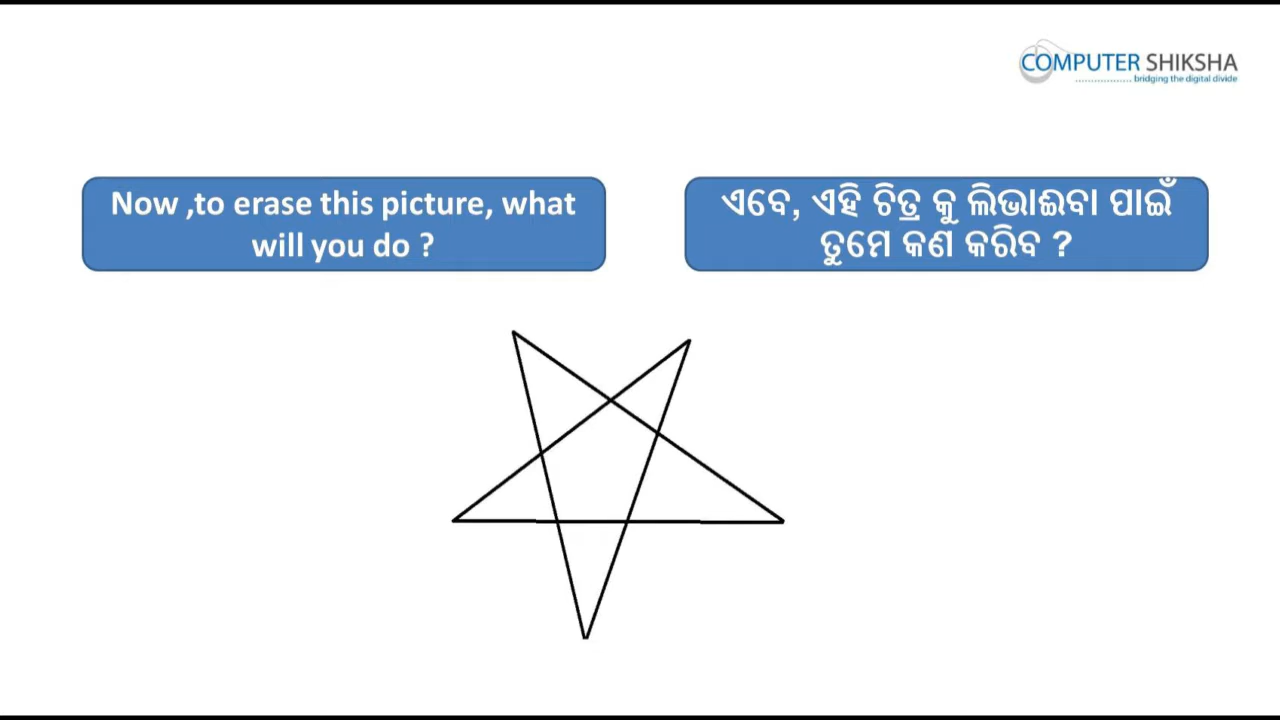 COMPUTER SHIKSHA
bridging the digital divide
Now ,to erase this picture, what
will you do ?
ଏବେ, ଏହି ଚିତ୍ର କୁ ଲିଭାଈବା ପାଇଁ
ତୁମେ କଣ କରିବ ?